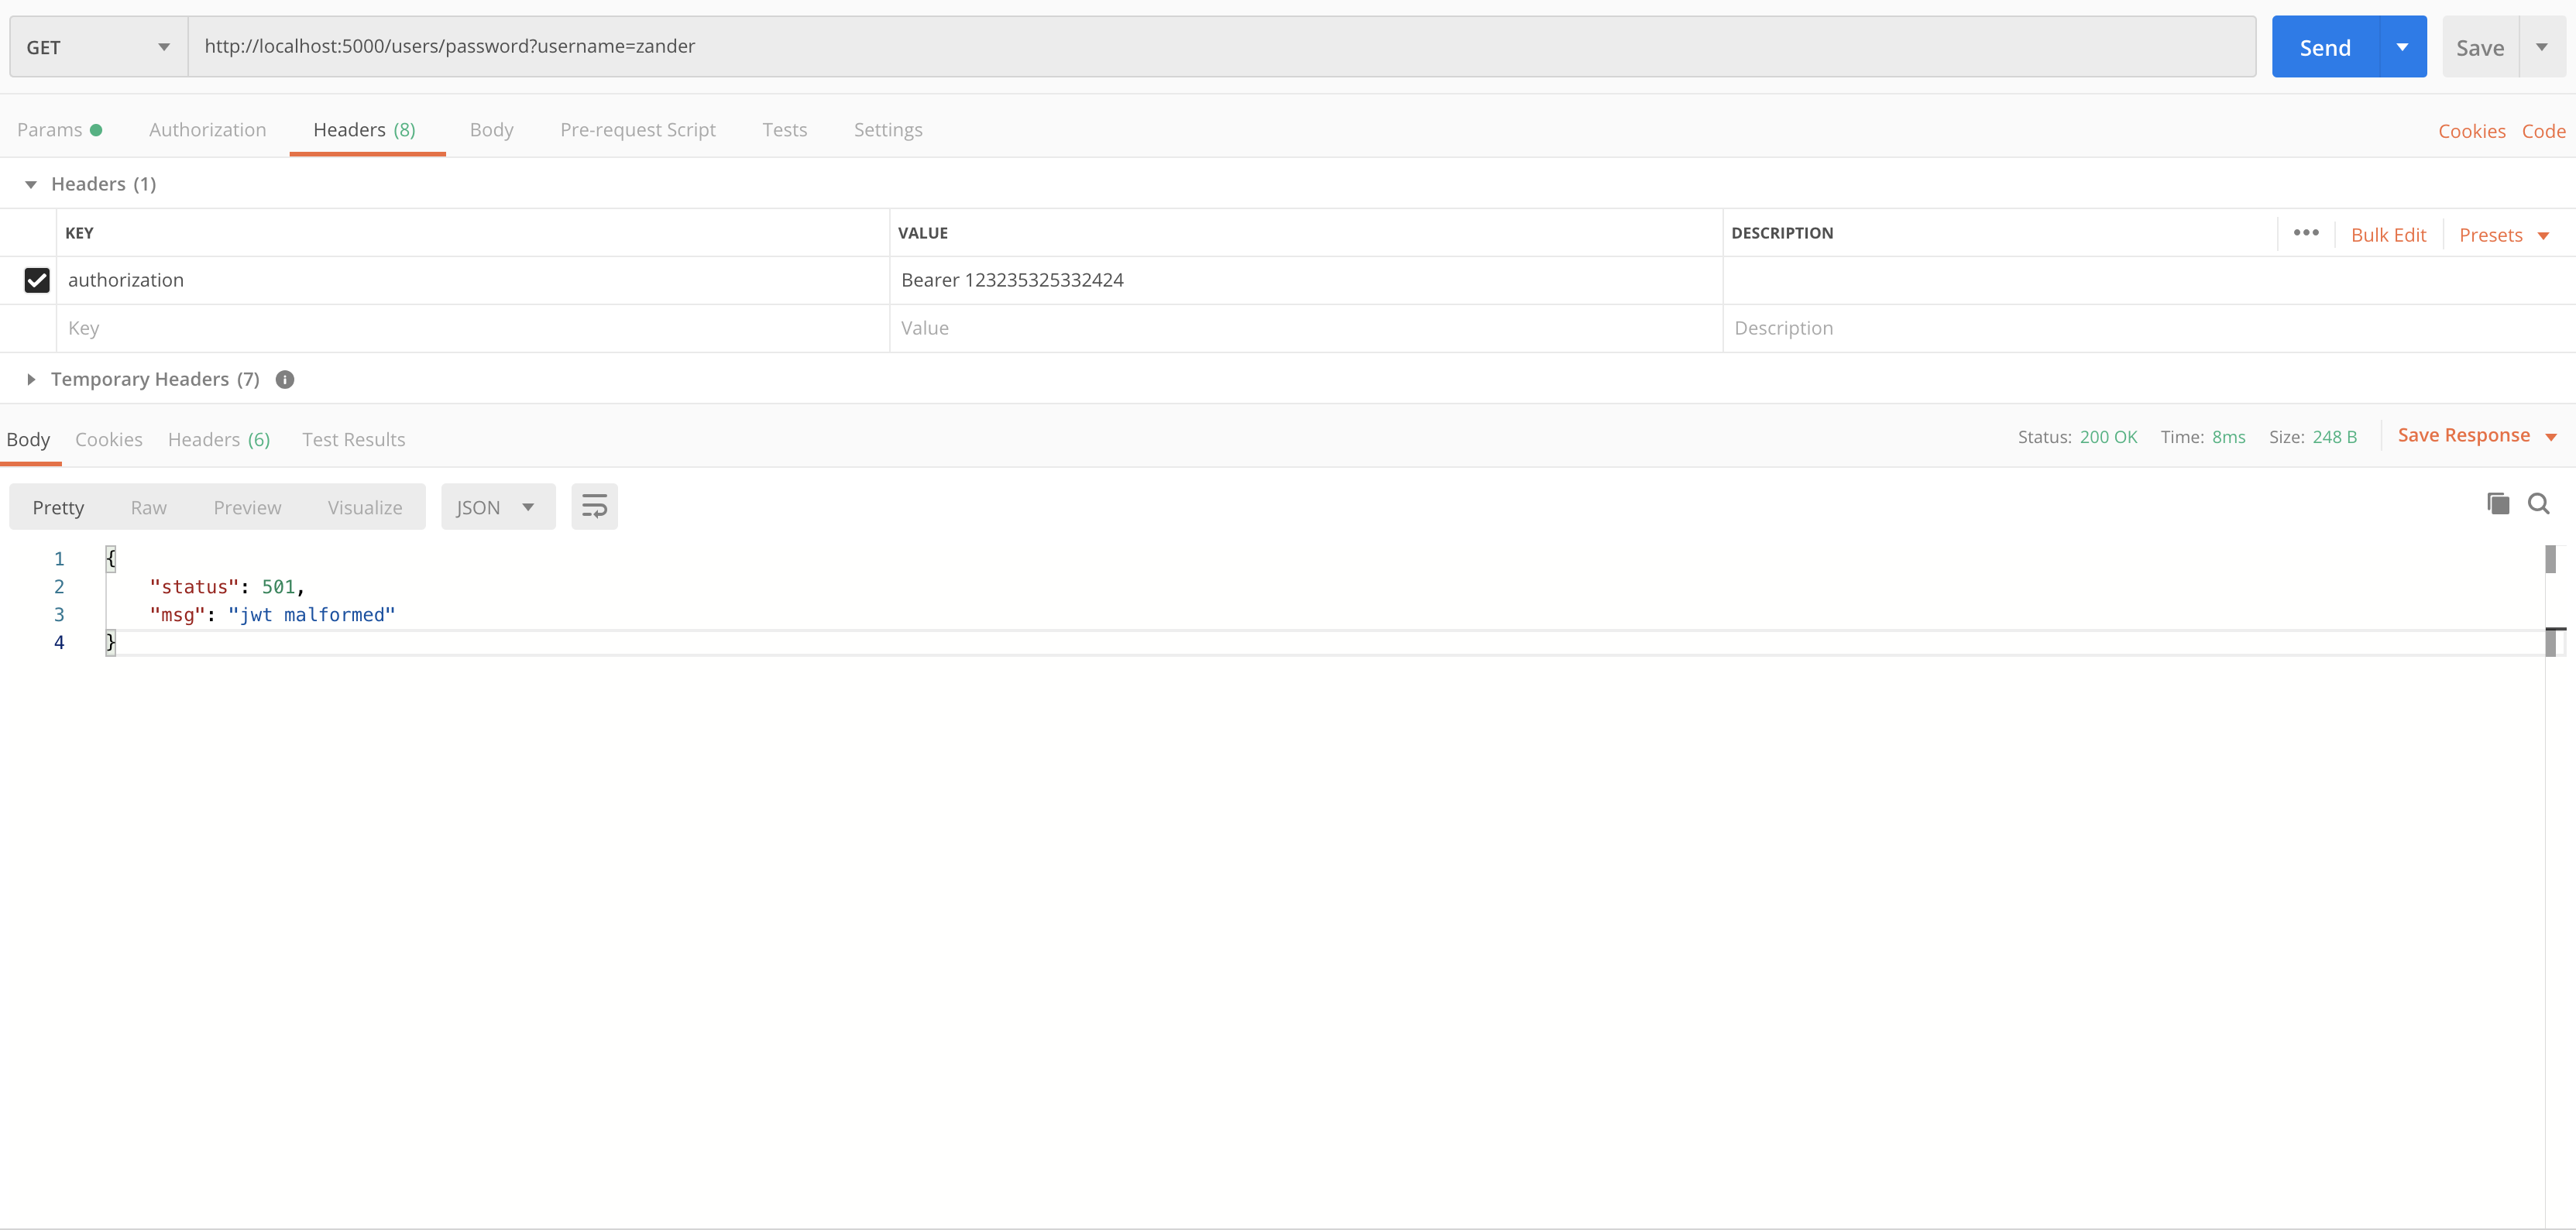 GET http://localhost:5000/users/password?username=zander Send Save
Params Authorization Headers (8) Body Pre-request Script Tests Settings Cookies Code
Headers (1)
KEY VALUE DESCRIPTION ••• Bulk Edit Presets
authorization Bearer 123235325332424
Key Value Description
Temporary Headers (7)
Body Cookies Headers (6) Test Results Status: 200 OK Time: 8ms Size: 248 B Save Response
Pretty Raw Preview Visualize JSON
1 {
2 "status": 501,
3 "msg": "jwt malformed"
4 }